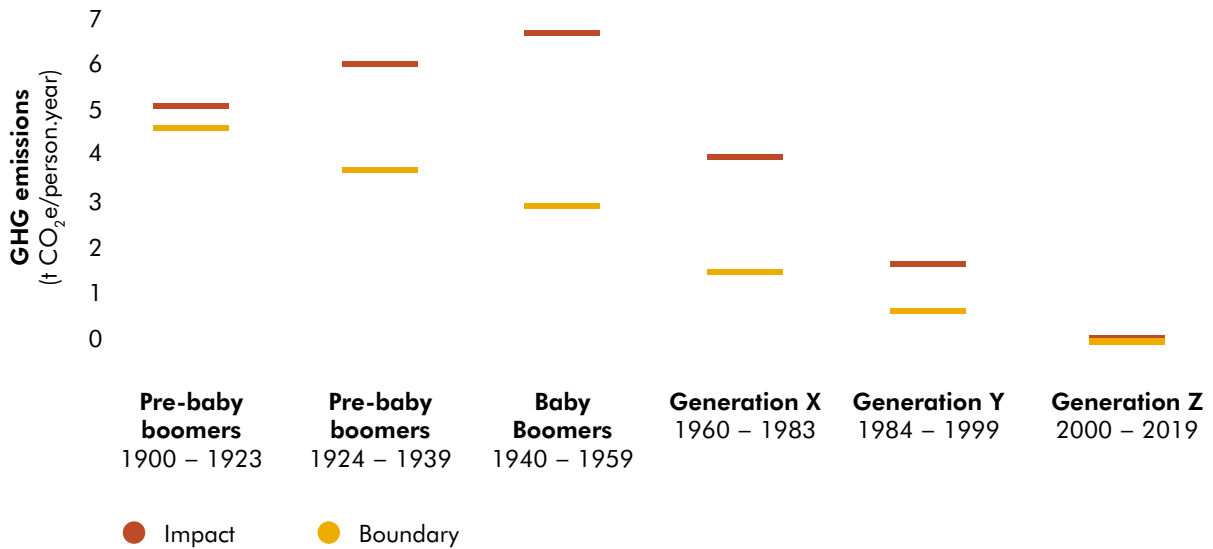 GHG emissions
(t CO₂e/person.year)
7
6
5
4
3
2
1
0
Pre-baby
boomers
1900 – 1923
Pre-baby
boomers
1924 – 1939
Baby
Boomers
1940 – 1959
Generation X
1960 – 1983
Generation Y
1984 – 1999
Generation Z
2000 – 2019
Impact
Boundary